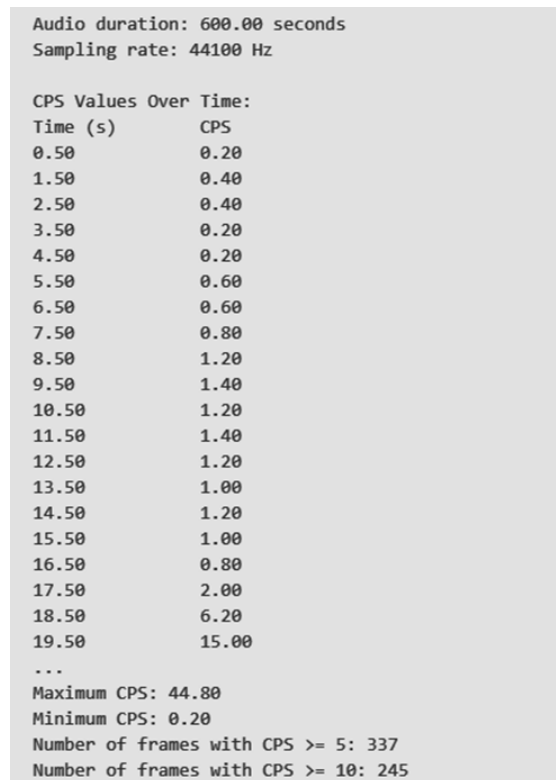 Audio duration: 600.00 seconds
Sampling rate: 44100 Hz
CPS Values Over Time:
Time (s) CPS
0.50 0.20
1.50 0.40
2.50 0.40
3.50 0.20
4.50 0.20
5.50 0.60
6.50 0.60
7.50 0.80
8.50 1.20
9.50 1.40
10.50 1.20
11.50 1.40
12.50 1.20
13.50 1.00
14.50 1.20
15.50 1.00
16.50 0.80
17.50 2.00
18.50 6.20
19.50 15.00
...
Maximum CPS: 44.80
Minimum CPS: 0.20
Number of frames with CPS >= 5: 337
Number of frames with CPS >= 10: 245